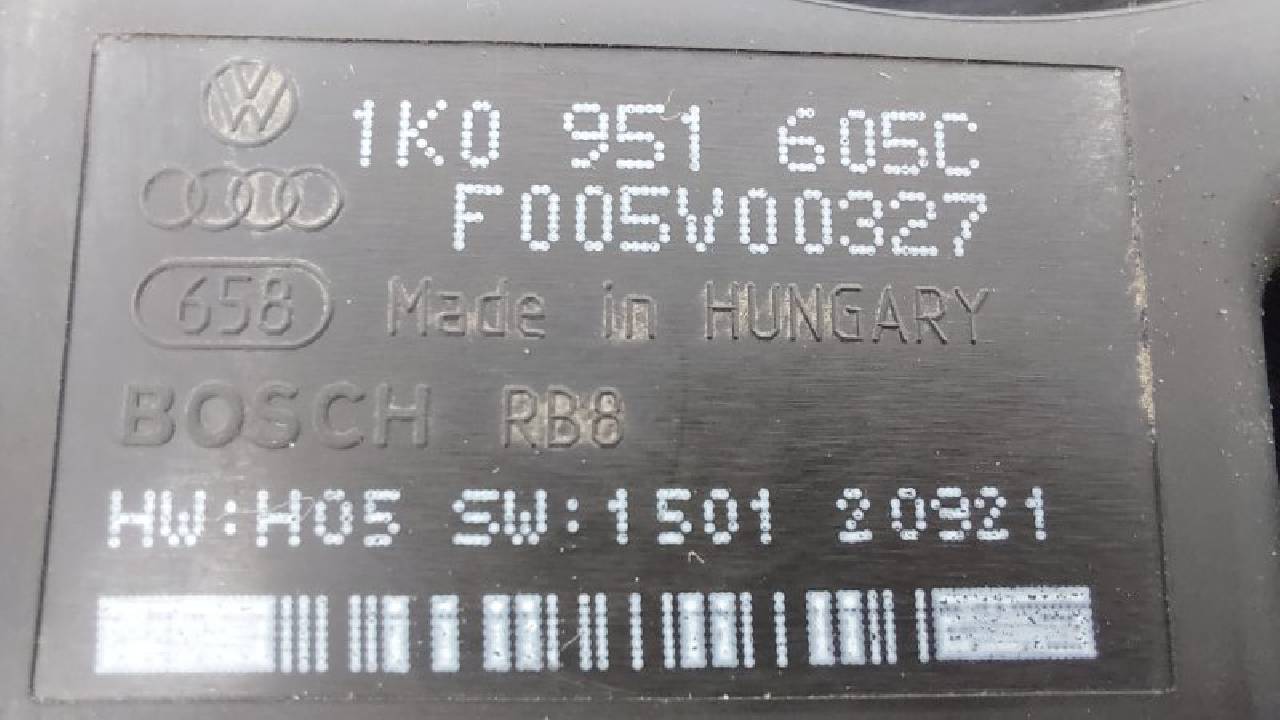 1K0 951 605C
F005V00327
658 Made in HUNGARY
BOSCH RB8
HW:H05 SW:1501 20921